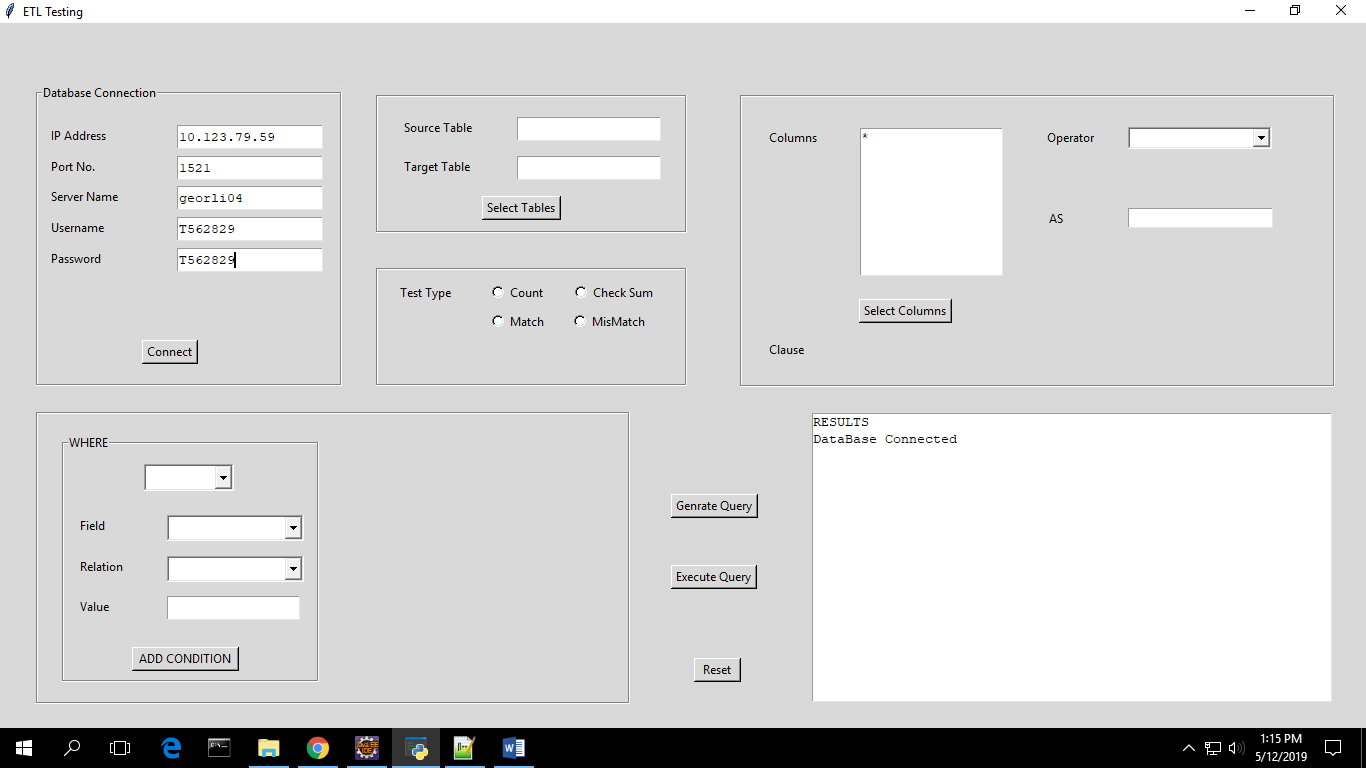 ETL Testing
Database Connection
IP Address 10.123.79.59
Port No. 1521
Server Name georli04
Username T562829
Password T562829
Connect
Source Table
Target Table
Select Tables
Test Type Count Check Sum
Match MisMatch
Columns * Operator
AS
Select Columns
Clause
WHERE
Field
Relation
Value
ADD CONDITION
Genrate Query
Execute Query
Reset
RESULTS
DataBase Connected
1:15 PM
5/12/2019